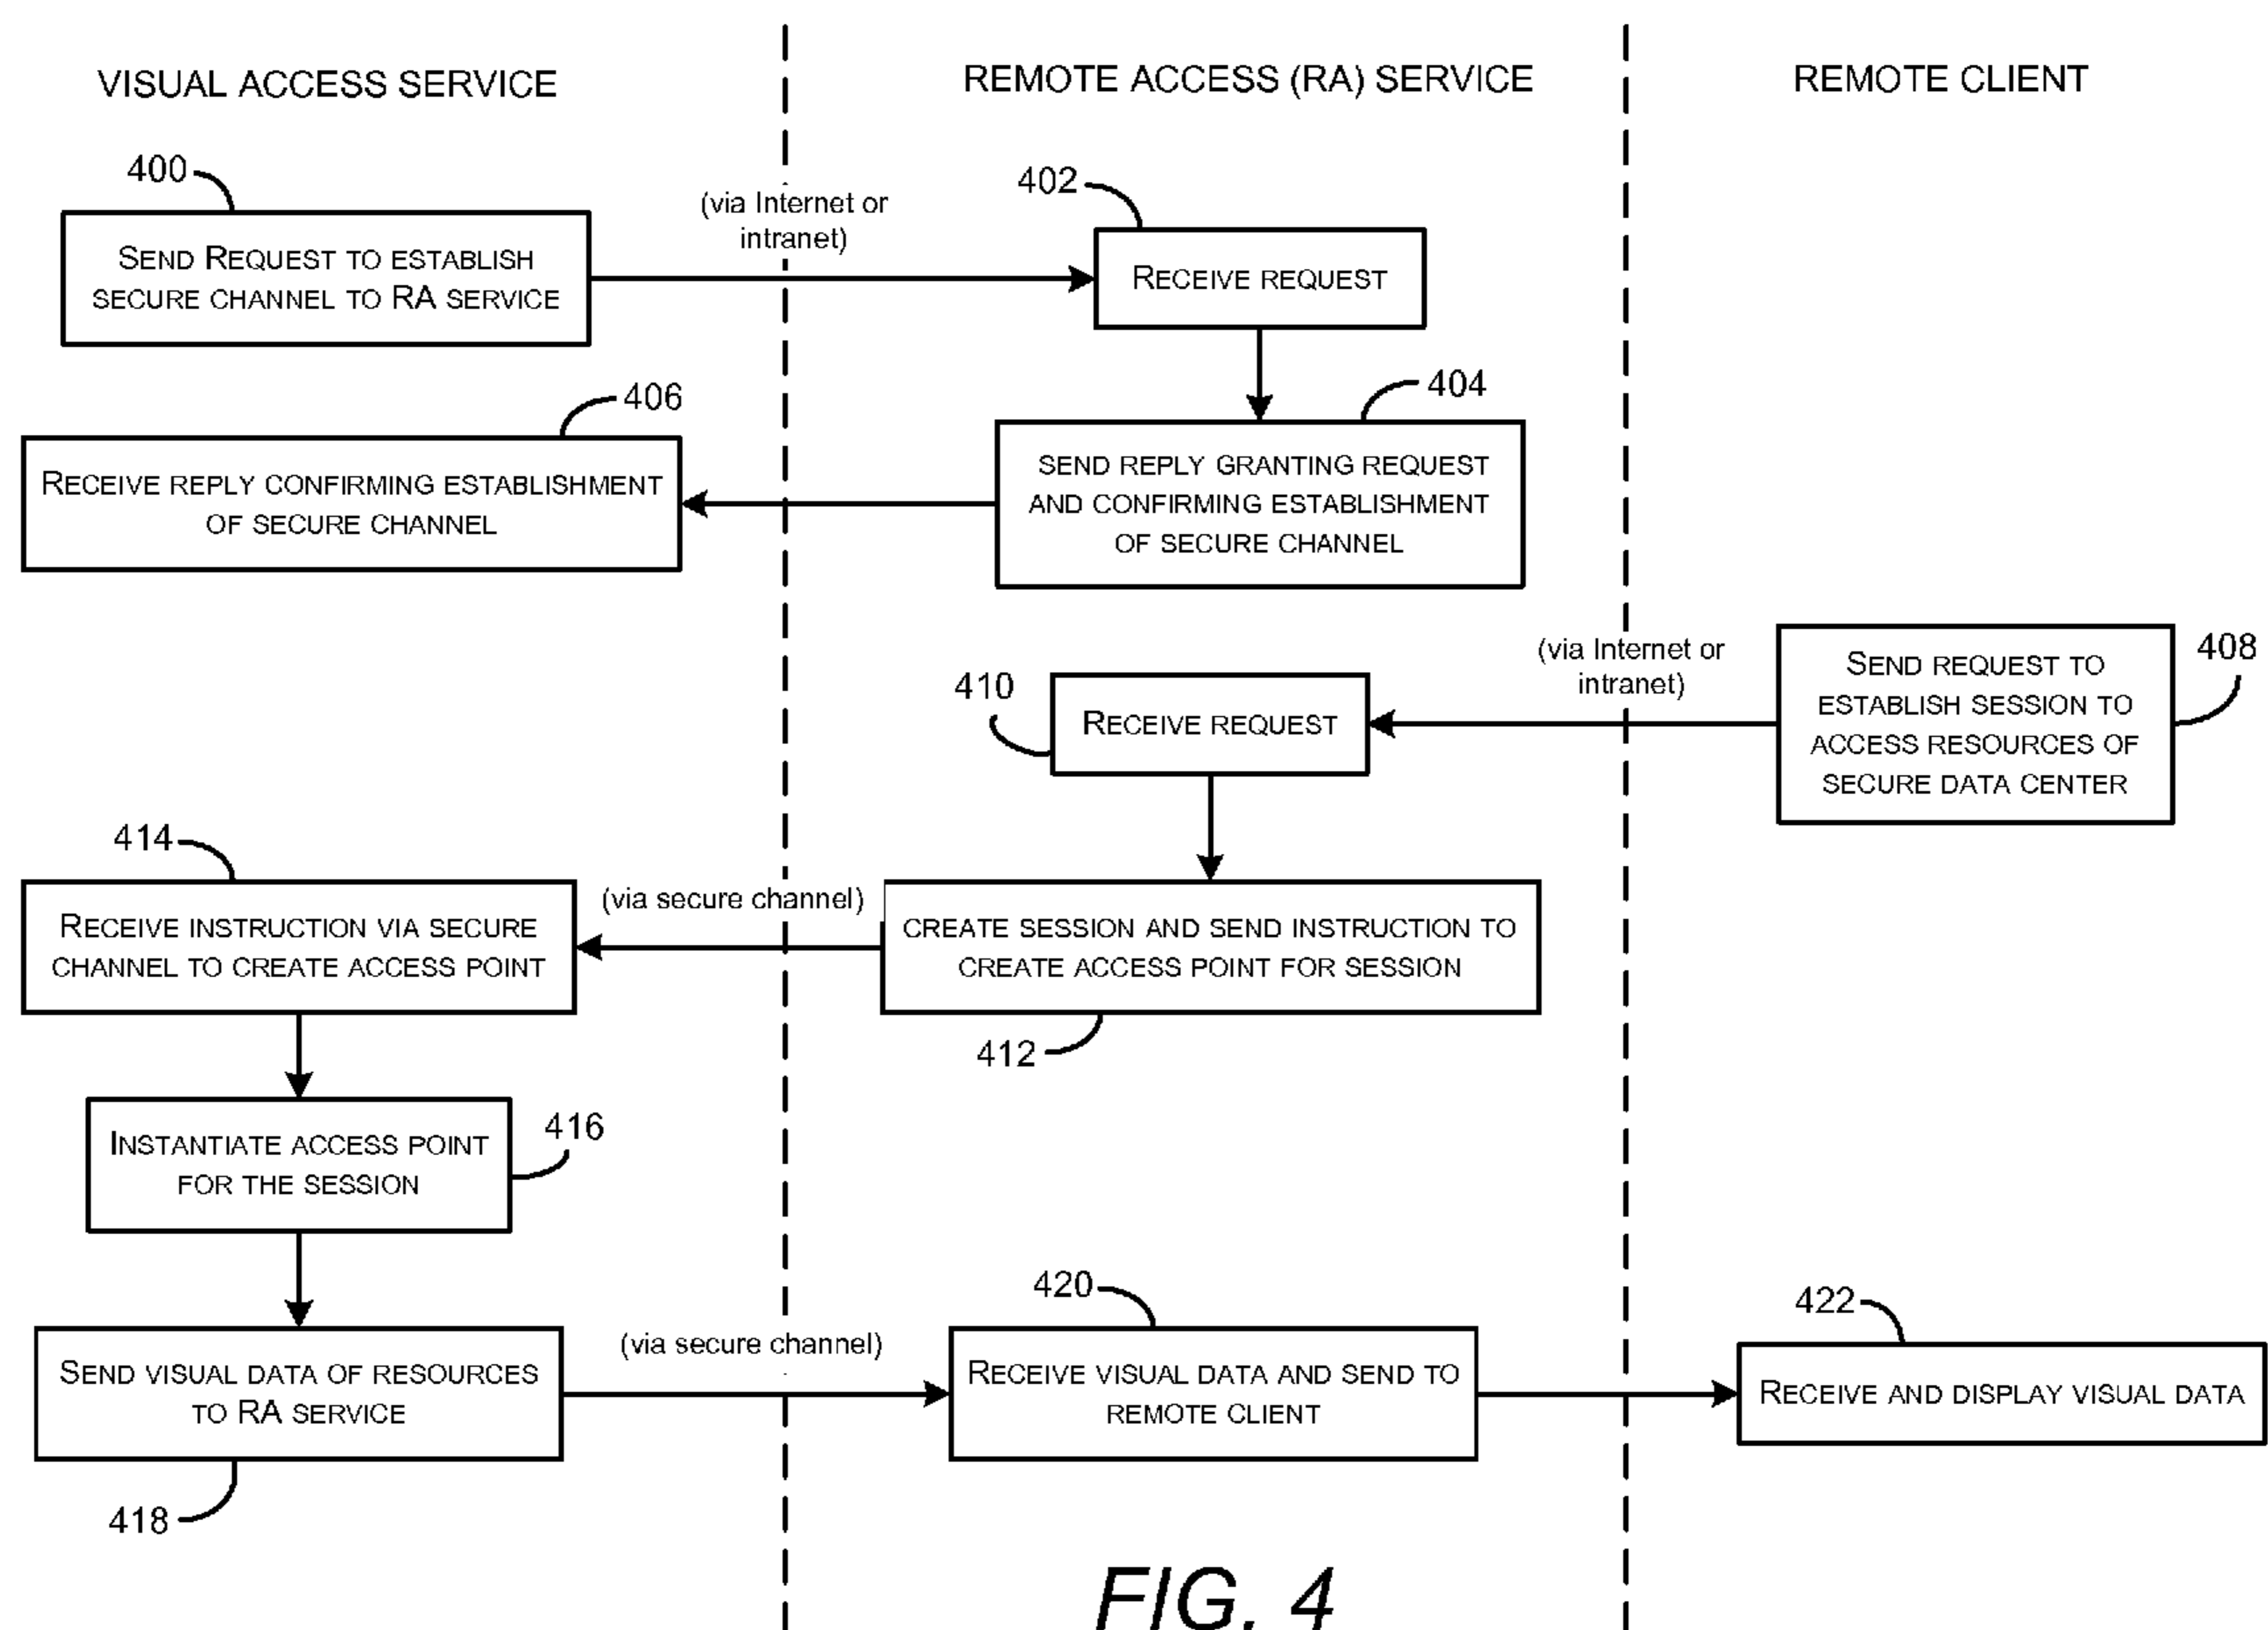 VISUAL ACCESS SERVICE
REMOTE ACCESS (RA) SERVICE
REMOTE CLIENT
400
SEND REQUEST TO ESTABLISH
SECURE CHANNEL TO RA SERVICE
(via Internet or
intranet)
402
RECEIVE REQUEST
404
SEND REPLY GRANTING REQUEST
AND CONFIRMING ESTABLISHMENT
OF SECURE CHANNEL
406
RECEIVE REPLY CONFIRMING ESTABLISHMENT
OF SECURE CHANNEL
408
SEND REQUEST TO
ESTABLISH SESSION TO
ACCESS RESOURCES OF
SECURE DATA CENTER
(via Internet or
intranet)
410
RECEIVE REQUEST
CREATE SESSION AND SEND INSTRUCTION TO
CREATE ACCESS POINT FOR SESSION
412
(via secure channel)
414
RECEIVE INSTRUCTION VIA SECURE
CHANNEL TO CREATE ACCESS POINT
416
INSTANTIATE ACCESS POINT
FOR THE SESSION
SEND VISUAL DATA OF RESOURCES
TO RA SERVICE
418
(via secure channel)
420
RECEIVE VISUAL DATA AND SEND TO
REMOTE CLIENT
422
RECEIVE AND DISPLAY VISUAL DATA
FIG. 4